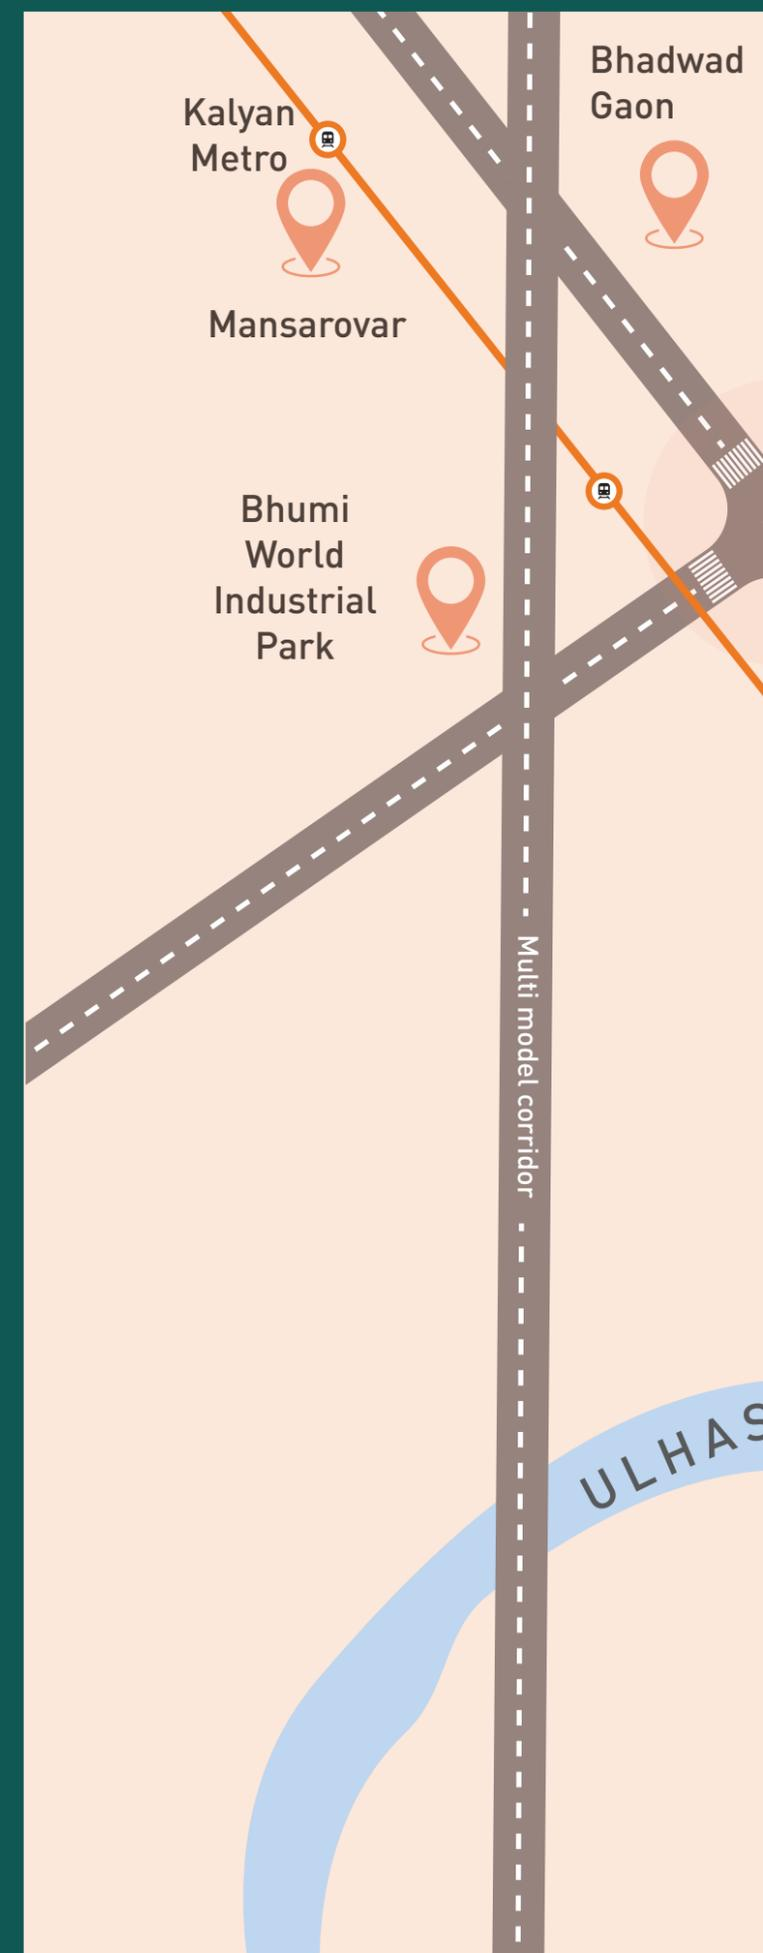 Bhadwad
Gaon
Kalyan
Metro
Mansarovar
Bhumi
World
Industrial
Park
Multi model corridor
ULHAS